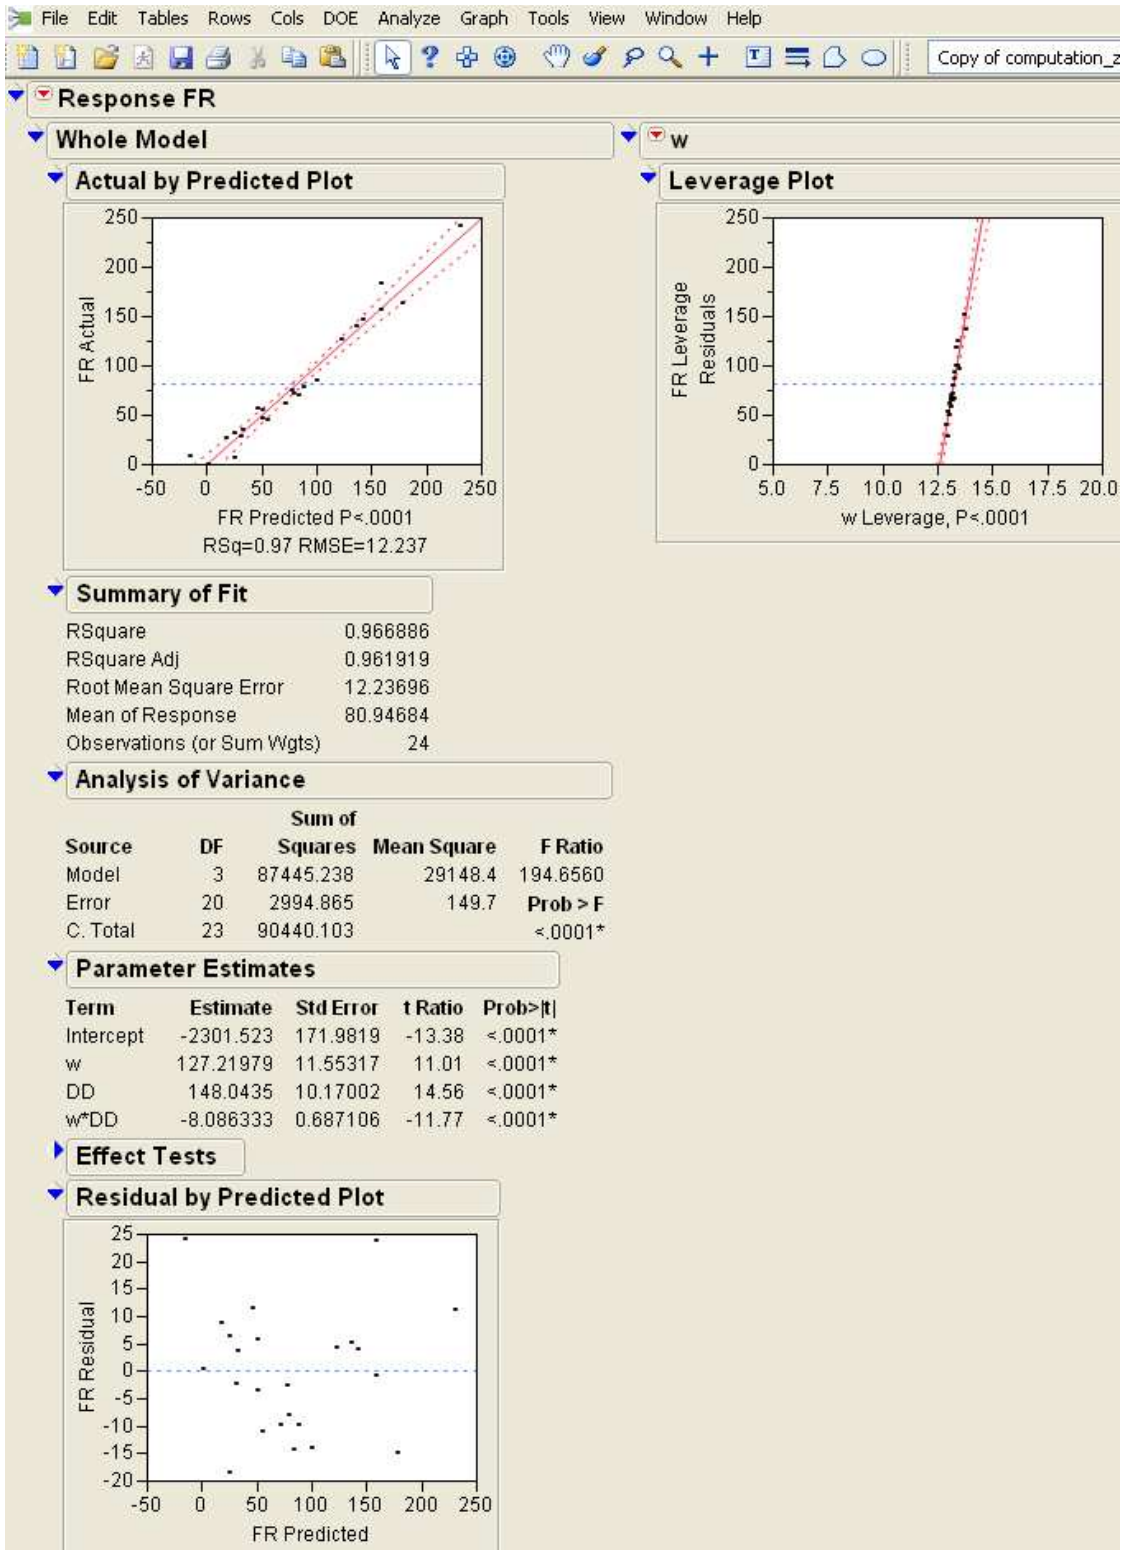 File Edit Tables Rows Cols DOE Analyze Graph Tools View Window Help
Copy of computation_z
Response FR
Whole Model
w
Actual by Predicted Plot
Leverage Plot
250
200
150
100
50
0
FR Actual
-50 0 50 100 150 200 250
FR Predicted P<.0001
RSq=0.97 RMSE=12.237
250
200
150
100
50
0
FR Leverage
Residuals
5.0 7.5 10.0 12.5 15.0 17.5 20.0
w Leverage, P<.0001
Summary of Fit
RSquare 0.966886
RSquare Adj 0.961919
Root Mean Square Error 12.23696
Mean of Response 80.94684
Observations (or Sum Wgts) 24
Analysis of Variance
Sum of
Source DF Squares Mean Square F Ratio
Model 3 87445.238 29148.4 194.6560
Error 20 2994.865 149.7 Prob > F
C. Total 23 90440.103 <.0001*
Parameter Estimates
Term Estimate Std Error t Ratio Prob>|t|
Intercept -2301.523 171.9819 -13.38 <.0001*
w 127.21979 11.55317 11.01 <.0001*
DD 148.0435 10.17002 14.56 <.0001*
w*DD -8.086333 0.687106 -11.77 <.0001*
Effect Tests
Residual by Predicted Plot
25
20
15
10
5
0
-5
-10
-15
-20
FR Residual
-50 0 50 100 150 200 250
FR Predicted